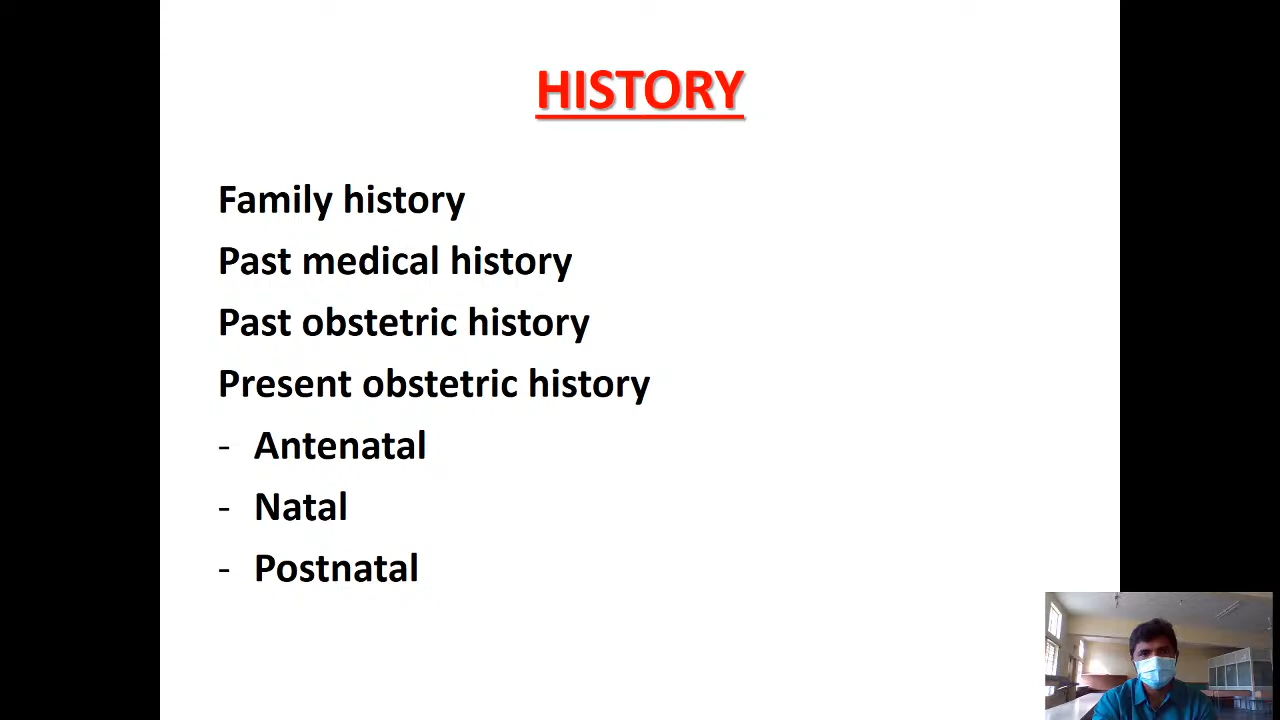 HISTORY
Family history
Past medical history
Past obstetric history
Present obstetric history
- Antenatal
- Natal
- Postnatal